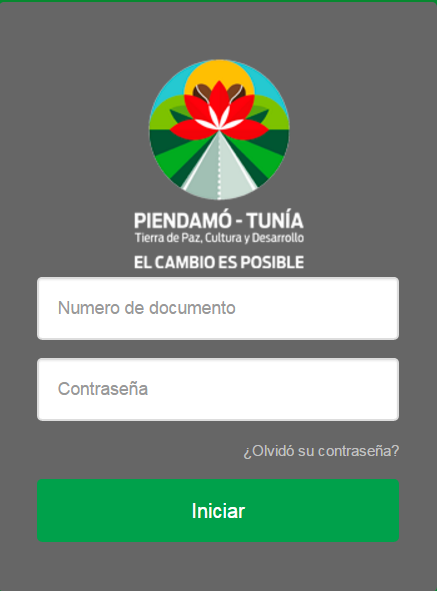 PIENDAMÓ - TUNÍA
Tierra de Paz, Cultura y Desarrollo
EL CAMBIO ES POSIBLE
Numero de documento
Contraseña
¿Olvidó su contraseña?
Iniciar